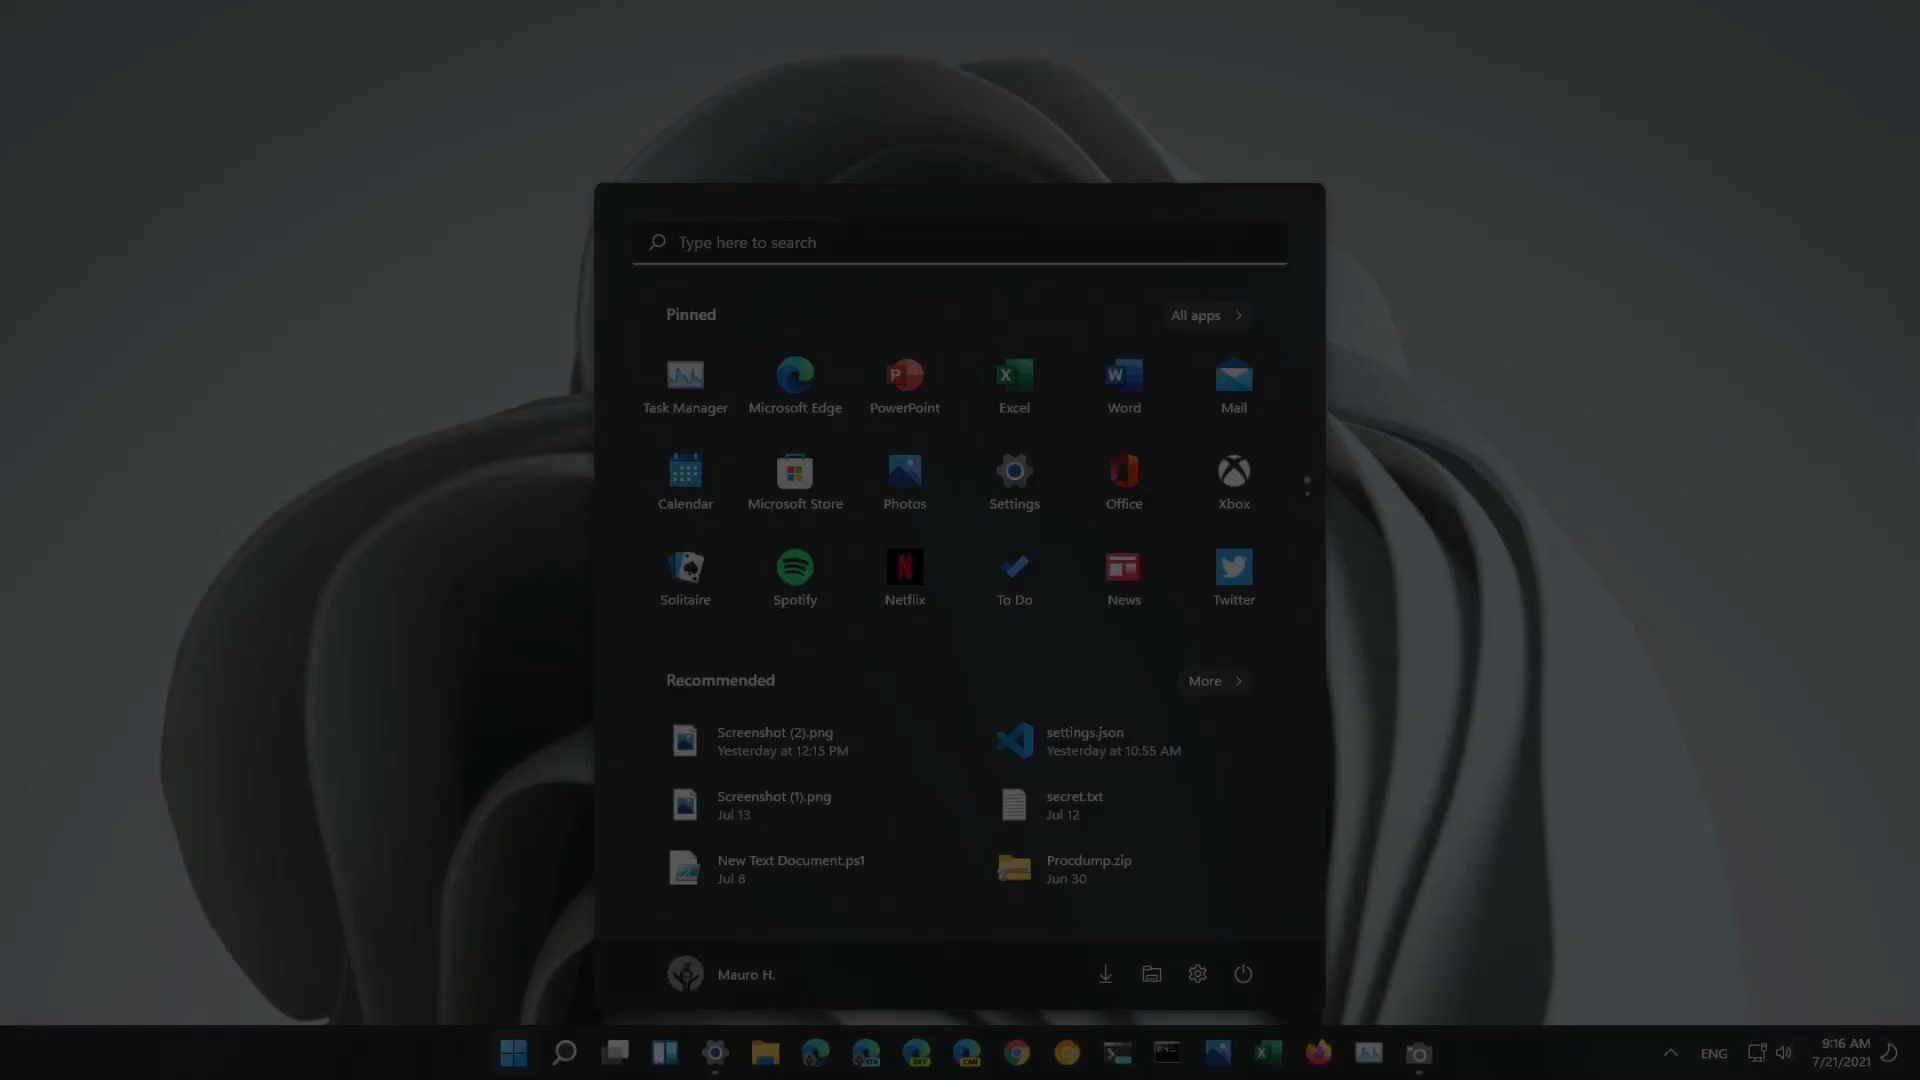 Type here to search
Pinned
All apps
Task Manager
Microsoft Edge
PowerPoint
Excel
Word
Mail
Calendar
Microsoft Store
Photos
Settings
Office
Xbox
Solitaire
Spotify
Netflix
To Do
News
Twitter
Recommended
More
Screenshot (2).png
Yesterday at 12:15 PM
settings.json
Yesterday at 10:55 AM
Screenshot (1).png
Jul 13
secret.txt
Jul 12
New Text Document.ps1
Jul 8
Procdump.zip
Jun 30
Mauro H.
ENG
9:16 AM
7/21/2021